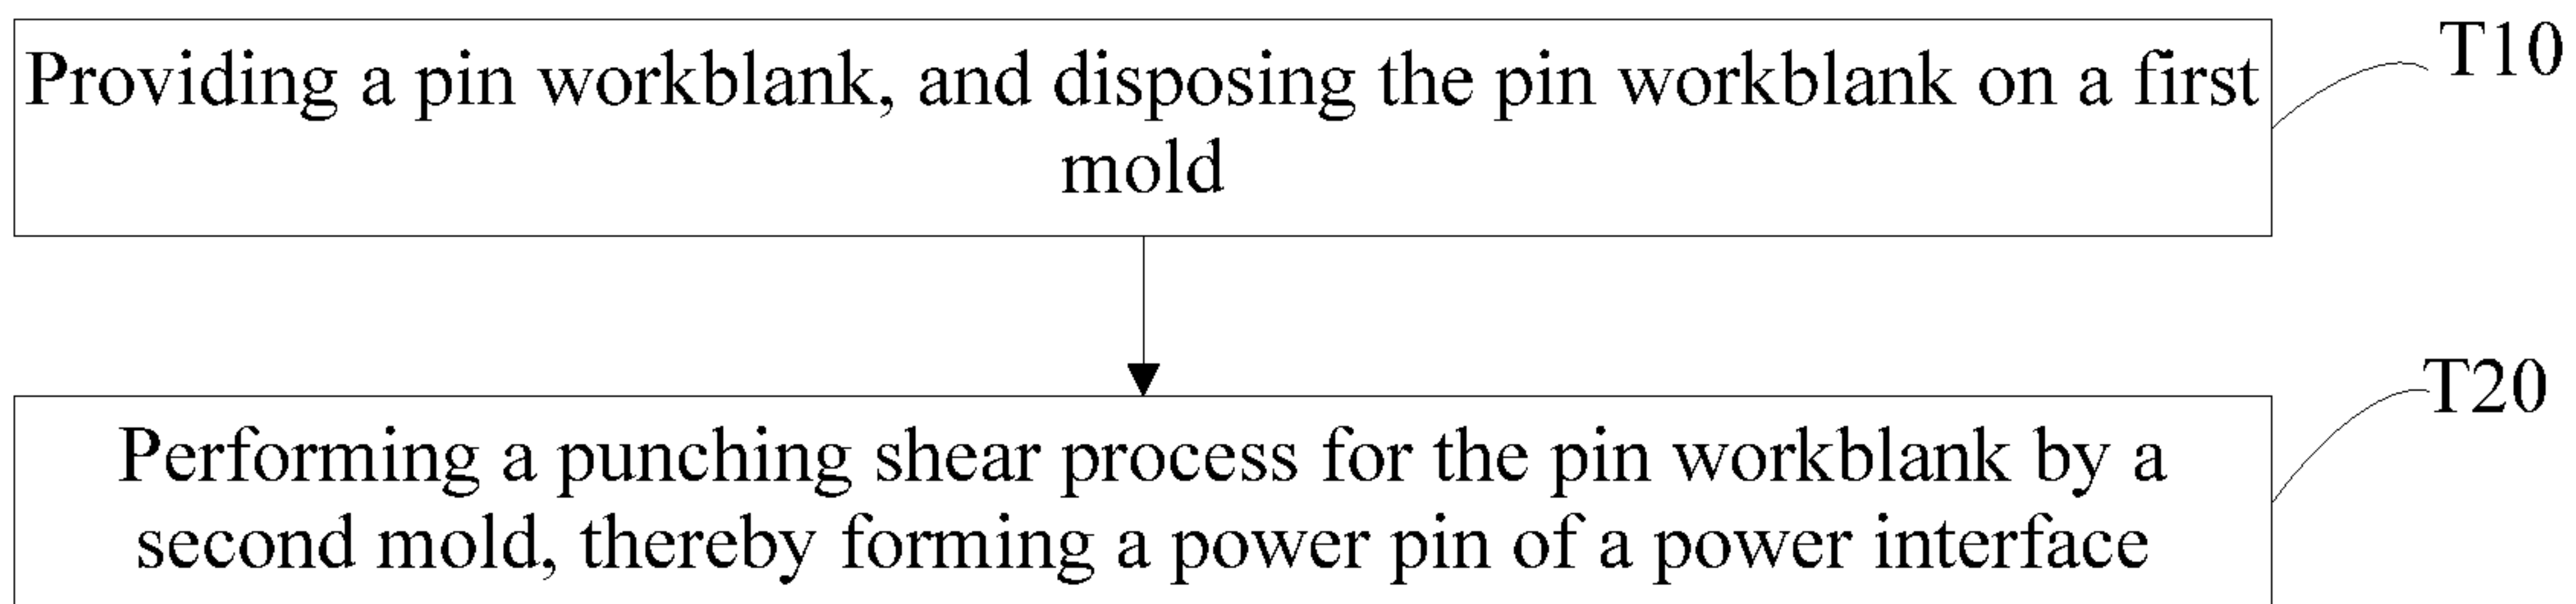 Providing a pin workblank, and disposing the pin workblank on a first
mold
T10
Performing a punching shear process for the pin workblank by a
second mold, thereby forming a power pin of a power interface
T20